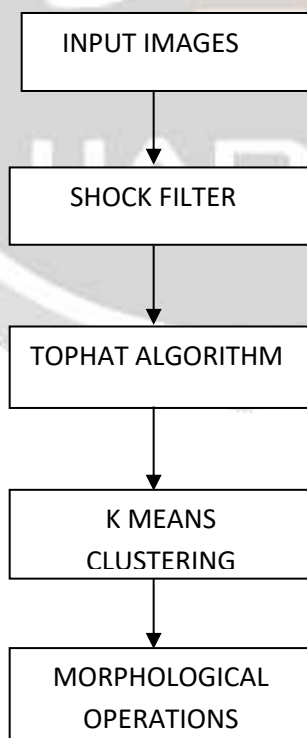 INPUT IMAGES
SHOCK FILTER
TOPHAT ALGORITHM
K MEANS
CLUSTERING
MORPHOLOGICAL
OPERATIONS